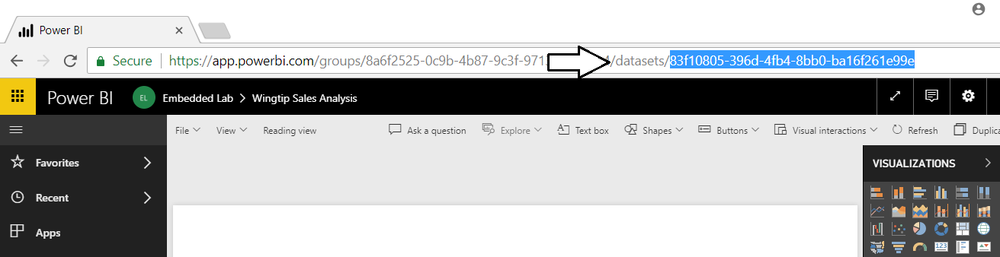 Power BI
Secure https://app.powerbi.com/groups/8a6f2525-0c9b-4b87-9c3f-971 /datasets/83f10805-396d-4fb4-8bb0-ba16f261e99e
Power BI EL Embedded Lab > Wingtip Sales Analysis
File View Reading view Ask a question Explore Text box Shapes Buttons Visual interactions Refresh Duplica
Favorites
VISUALIZATIONS
Recent
Apps
123